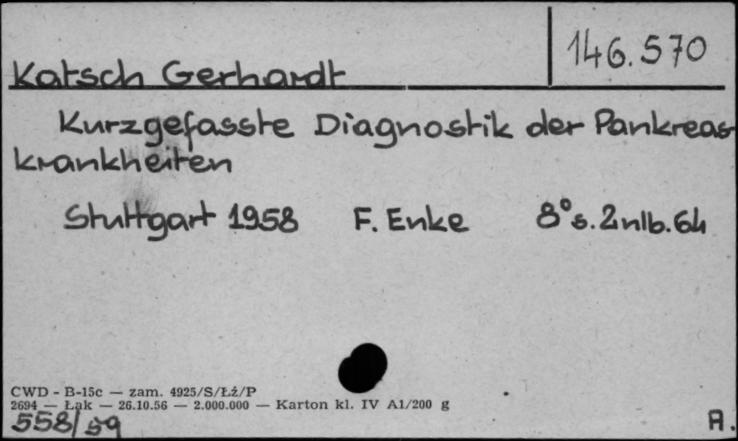 146.570
Katsch Gerhardt
Kurzgefasste Diagnostik der Pankreas
krankheiten
Stuttgart 1958 F. Enke 8° s. 2nlb. 64
CWD - B-15c — zam. 4925/S/Łż/P
2694 — Łąk — 26.10.56 — 2.000.000 — Karton kl. IV A1/200 g
558/59
A.